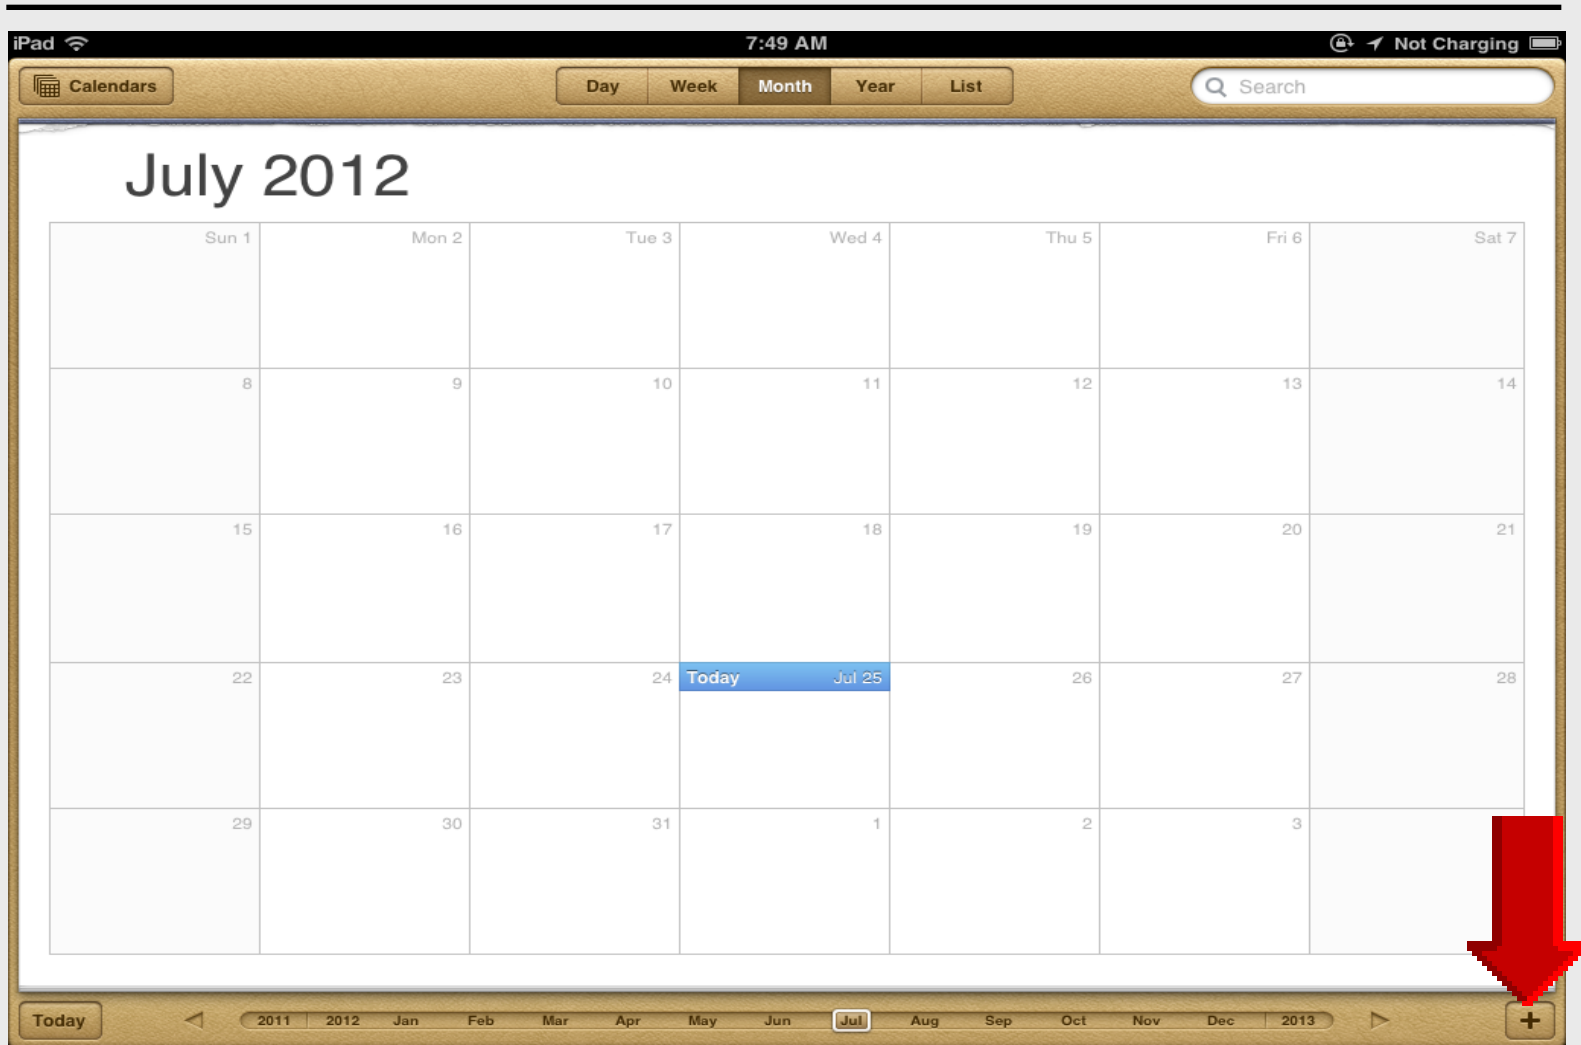 iPad 7:49 AM Not Charging
Calendars Day Week Month Year List Search
July 2012
Sun 1 Mon 2 Tue 3 Wed 4 Thu 5 Fri 6 Sat 7
8 9 10 11 12 13 14
15 16 17 18 19 20 21
22 23 24 Today Jul 25 26 27 28
29 30 31 1 2 3
Today 2011 2012 Jan Feb Mar Apr May Jun Jul Aug Sep Oct Nov Dec 2013 +